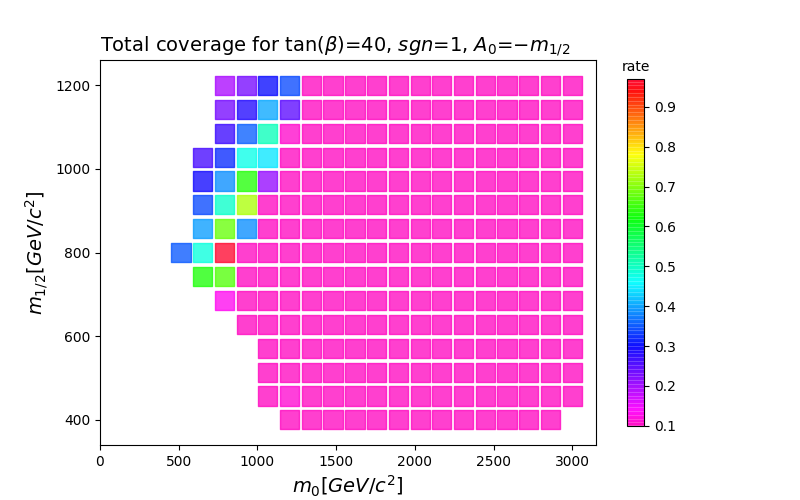 Total coverage for tan(β)=40, sgn=1, A₀=−m₁/₂
rate
1200
1000
800
600
400
m₁/₂[GeV/c²]
0.9
0.8
0.7
0.6
0.5
0.4
0.3
0.2
0.1
0 500 1000 1500 2000 2500 3000
m₀[GeV/c²]